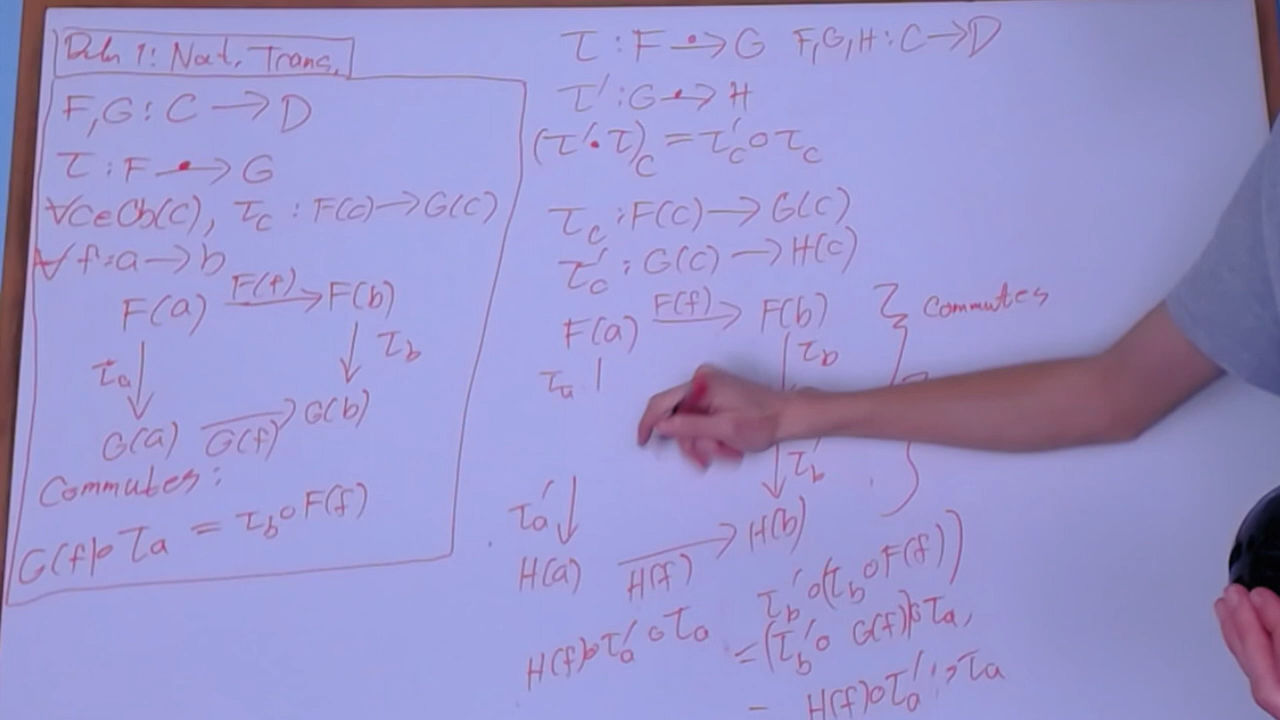 Defn 1: Nat. Trans.
F,G : C → D
τ : F ⟶• G
∀c∈Ob(C), τ_c : F(c) → G(c)
∀ f:a → b
F(a) F(f) → F(b)
τ_a ↓ ↓ τ_b
G(a) G(f) → G(b)
Commutes:
G(f)∘τ_a = τ_b∘F(f)
τ : F ⟶• G F,G,H : C → D
τ' : G ⟶• H
(τ'•τ)_c = τ'_c∘τ_c
τ_c : F(c) → G(c)
τ'_c : G(c) → H(c)
F(a) F(f) → F(b) Commutes
τ_a τ_b
τ'_a ↓ ↓ τ'_b
H(a) H(f) → H(b)
H(f)∘τ'_a∘τ_a
τ'_b∘(τ_b∘F(f))
=(τ'_b∘G(f))∘τ_a,
= H(f)∘τ'_a∘τ_a